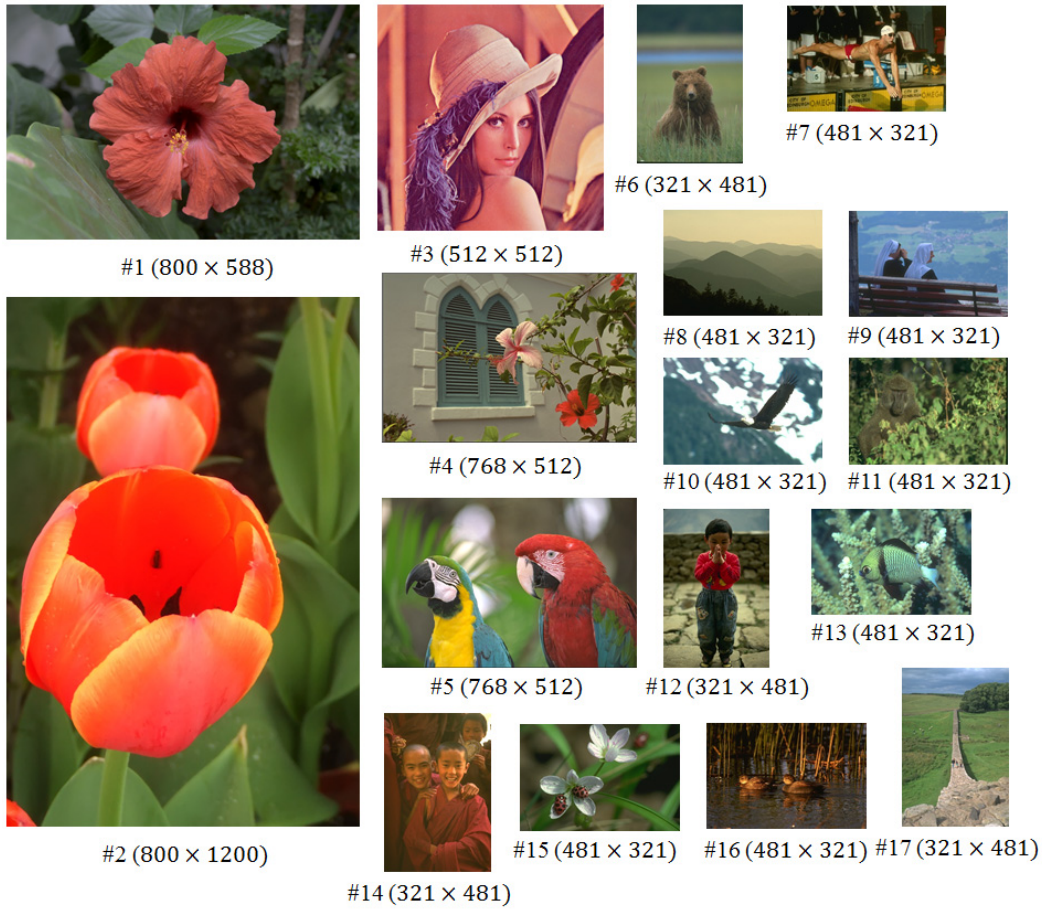 #1 (800 × 588)
#2 (800 × 1200)
#3 (512 × 512)
#4 (768 × 512)
#5 (768 × 512)
#6 (321 × 481)
OMEGA
OMEGA
#7 (481 × 321)
#8 (481 × 321)
#9 (481 × 321)
#10 (481 × 321)
#11 (481 × 321)
#12 (321 × 481)
#13 (481 × 321)
#14 (321 × 481)
#15 (481 × 321)
#16 (481 × 321)
#17 (321 × 481)